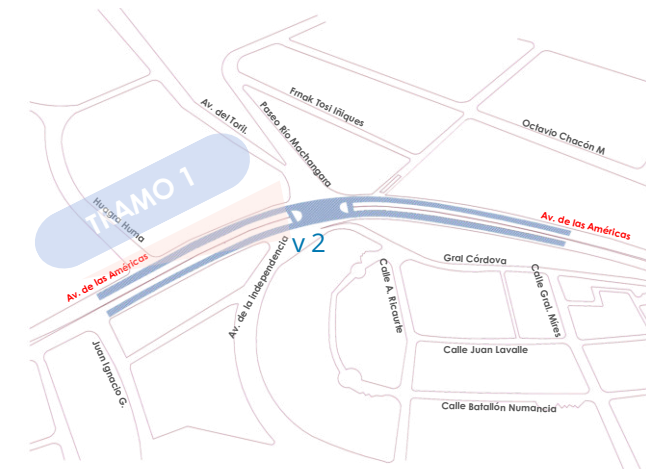 Frnak Tosi Iñiques
Av. del Toril.
Paseo Río Machangara
Octavio Chacón M
TRAMO 1
Huagra Huma
Av. de las Américas
v 2
Av. de las Américas
Av. de la Independencia
Gral Córdova
Calle A. Ricaurte
Calle Gral. Mires
Juan Ignacio G.
Calle Juan Lavalle
Calle Batallón Numancia